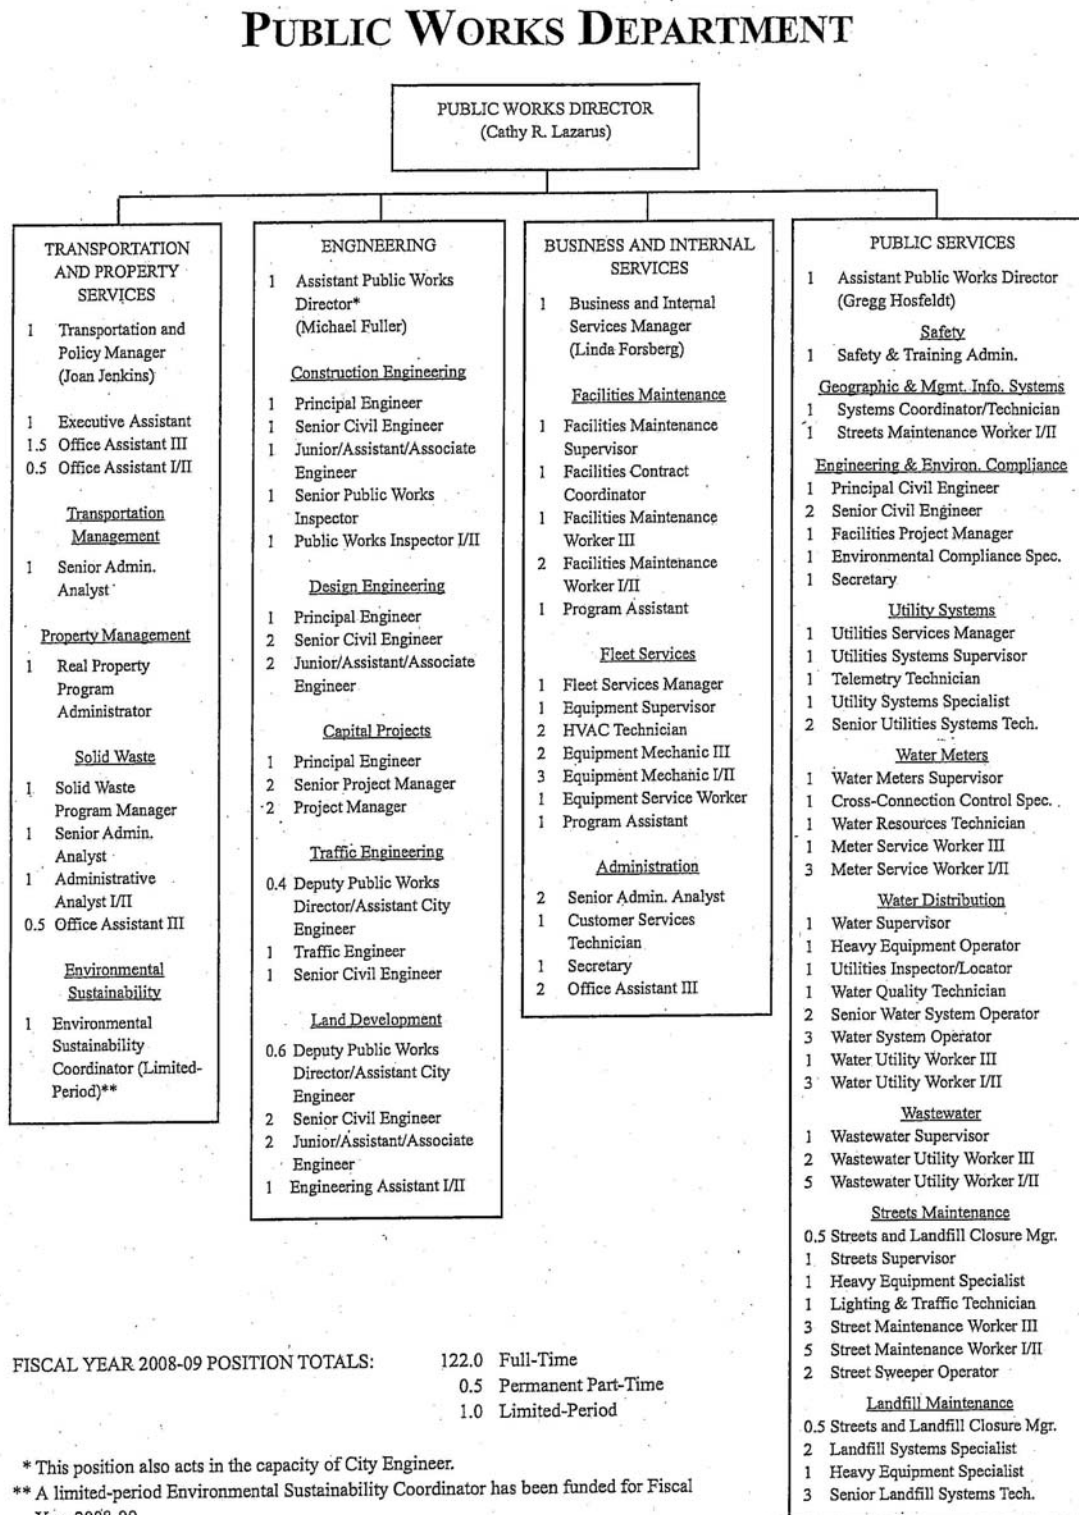 PUBLIC WORKS DEPARTMENT
PUBLIC WORKS DIRECTOR
(Cathy R. Lazarus)
TRANSPORTATION
AND PROPERTY
SERVICES
1 Transportation and
Policy Manager
(Joan Jenkins)
1 Executive Assistant
1.5 Office Assistant III
0.5 Office Assistant I/II
Transportation
Management
1 Senior Admin.
Analyst
Property Management
1 Real Property
Program
Administrator
Solid Waste
1 Solid Waste
Program Manager
1 Senior Admin.
Analyst
1 Administrative
Analyst I/II
0.5 Office Assistant III
Environmental
Sustainability
1 Environmental
Sustainability
Coordinator (Limited-
Period)**
ENGINEERING
1 Assistant Public Works
Director*
(Michael Fuller)
Construction Engineering
1 Principal Engineer
1 Senior Civil Engineer
1 Junior/Assistant/Associate
Engineer
1 Senior Public Works
Inspector
1 Public Works Inspector I/II
Design Engineering
1 Principal Engineer
2 Senior Civil Engineer
2 Junior/Assistant/Associate
Engineer
Capital Projects
1 Principal Engineer
2 Senior Project Manager
2 Project Manager
Traffic Engineering
0.4 Deputy Public Works
Director/Assistant City
Engineer
1 Traffic Engineer
1 Senior Civil Engineer
Land Development
0.6 Deputy Public Works
Director/Assistant City
Engineer
2 Senior Civil Engineer
2 Junior/Assistant/Associate
Engineer
1 Engineering Assistant I/II
BUSINESS AND INTERNAL
SERVICES
1 Business and Internal
Services Manager
(Linda Forsberg)
Facilities Maintenance
1 Facilities Maintenance
Supervisor
1 Facilities Contract
Coordinator
1 Facilities Maintenance
Worker III
2 Facilities Maintenance
Worker I/II
1 Program Assistant
Fleet Services
1 Fleet Services Manager
1 Equipment Supervisor
2 HVAC Technician
2 Equipment Mechanic III
3 Equipment Mechanic I/II
1 Equipment Service Worker
1 Program Assistant
Administration
2 Senior Admin. Analyst
1 Customer Services
Technician
1 Secretary
2 Office Assistant III
PUBLIC SERVICES
1 Assistant Public Works Director
(Gregg Hosfeldt)
Safety
1 Safety & Training Admin.
Geographic & Mgmt. Info. Systems
1 Systems Coordinator/Technician
1 Streets Maintenance Worker I/II
Engineering & Environ. Compliance
1 Principal Civil Engineer
2 Senior Civil Engineer
1 Facilities Project Manager
1 Environmental Compliance Spec.
1 Secretary
Utility Systems
1 Utilities Services Manager
1 Utilities Systems Supervisor
1 Telemetry Technician
1 Utility Systems Specialist
2 Senior Utilities Systems Tech.
Water Meters
1 Water Meters Supervisor
1 Cross-Connection Control Spec.
1 Water Resources Technician
1 Meter Service Worker III
3 Meter Service Worker I/II
Water Distribution
1 Water Supervisor
1 Heavy Equipment Operator
1 Utilities Inspector/Locator
1 Water Quality Technician
2 Senior Water System Operator
3 Water System Operator
1 Water Utility Worker III
3 Water Utility Worker I/II
Wastewater
1 Wastewater Supervisor
2 Wastewater Utility Worker III
5 Wastewater Utility Worker I/II
Streets Maintenance
0.5 Streets and Landfill Closure Mgr.
1 Streets Supervisor
1 Heavy Equipment Specialist
1 Lighting & Traffic Technician
3 Street Maintenance Worker III
5 Street Maintenance Worker I/II
2 Street Sweeper Operator
Landfill Maintenance
0.5 Streets and Landfill Closure Mgr.
2 Landfill Systems Specialist
1 Heavy Equipment Specialist
3 Senior Landfill Systems Tech.
FISCAL YEAR 2008-09 POSITION TOTALS: 122.0 Full-Time
0.5 Permanent Part-Time
1.0 Limited-Period
* This position also acts in the capacity of City Engineer.
** A limited-period Environmental Sustainability Coordinator has been funded for Fiscal